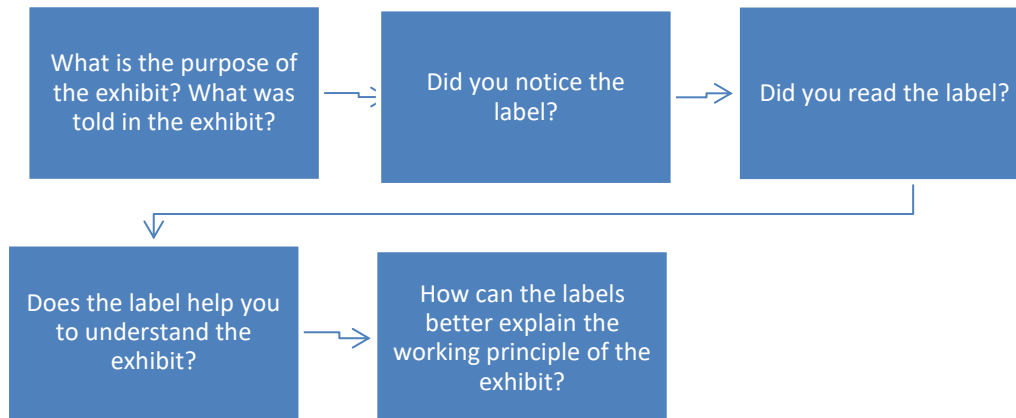 What is the purpose of
the exhibit? What was
told in the exhibit?
Did you notice the
label?
Did you read the label?
Does the label help you
to understand the
exhibit?
How can the labels
better explain the
working principle of the
exhibit?